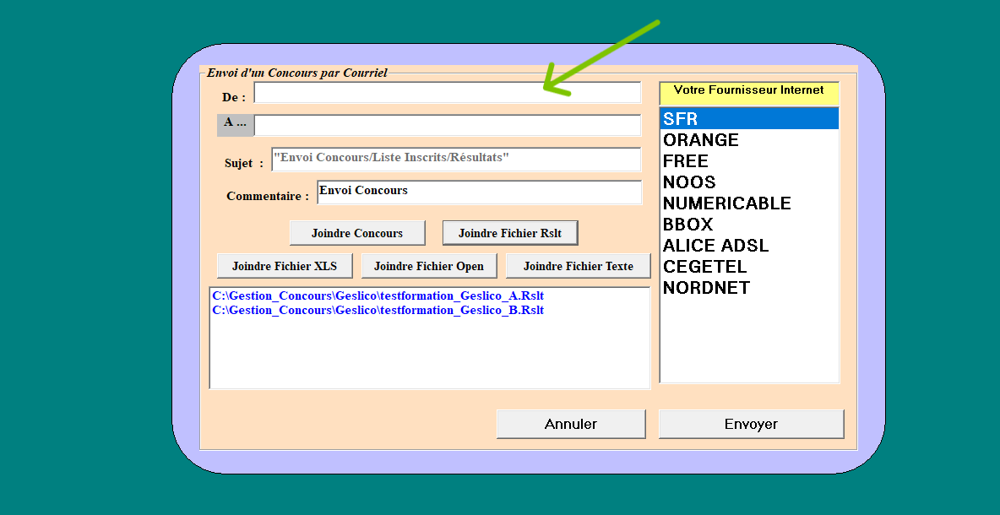 Envoi d'un Concours par Courriel
De :
A ...
Sujet : "Envoi Concours/Liste Inscrits/Résultats"
Commentaire : Envoi Concours
Joindre Concours Joindre Fichier Rslt
Joindre Fichier XLS Joindre Fichier Open Joindre Fichier Texte
C:\Gestion_Concours\Geslico\testformation_Geslico_A.Rslt
C:\Gestion_Concours\Geslico\testformation_Geslico_B.Rslt
Votre Fournisseur Internet
SFR
ORANGE
FREE
NOOS
NUMERICABLE
BBOX
ALICE ADSL
CEGETEL
NORDNET
Annuler Envoyer